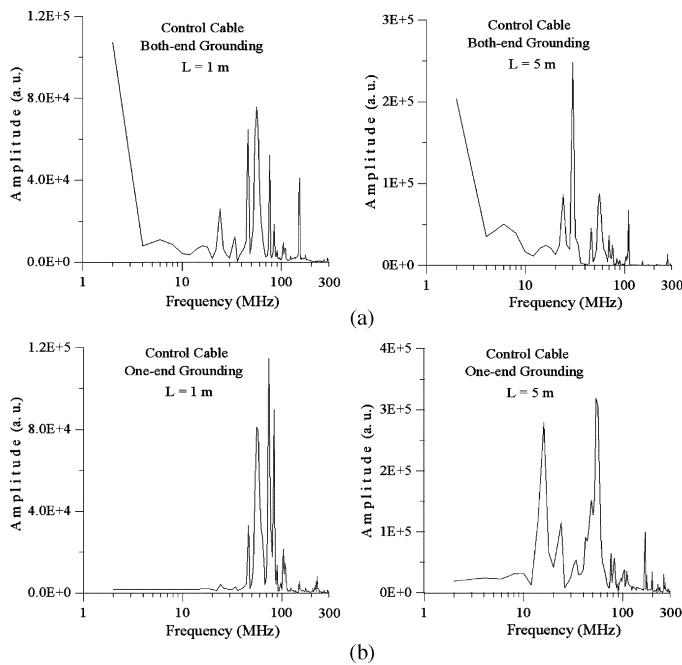 Control Cable
Both-end Grounding
L = 1 m
Amplitude (a. u.)
1.2E+5
8.0E+4
4.0E+4
0.0E+0
1 10 100 300
Frequency (MHz)
Control Cable
Both-end Grounding
L = 5 m
Amplitude (a. u.)
3E+5
2E+5
1E+5
0E+0
1 10 100 300
Frequency (MHz)
(a)
Control Cable
One-end Grounding
L = 1 m
Amplitude (a. u.)
1.2E+5
8.0E+4
4.0E+4
0.0E+0
1 10 100 300
Frequency (MHz)
Control Cable
One-end Grounding
L = 5 m
Amplitude (a. u.)
4E+5
3E+5
2E+5
1E+5
0E+0
1 10 100 300
Frequency (MHz)
(b)